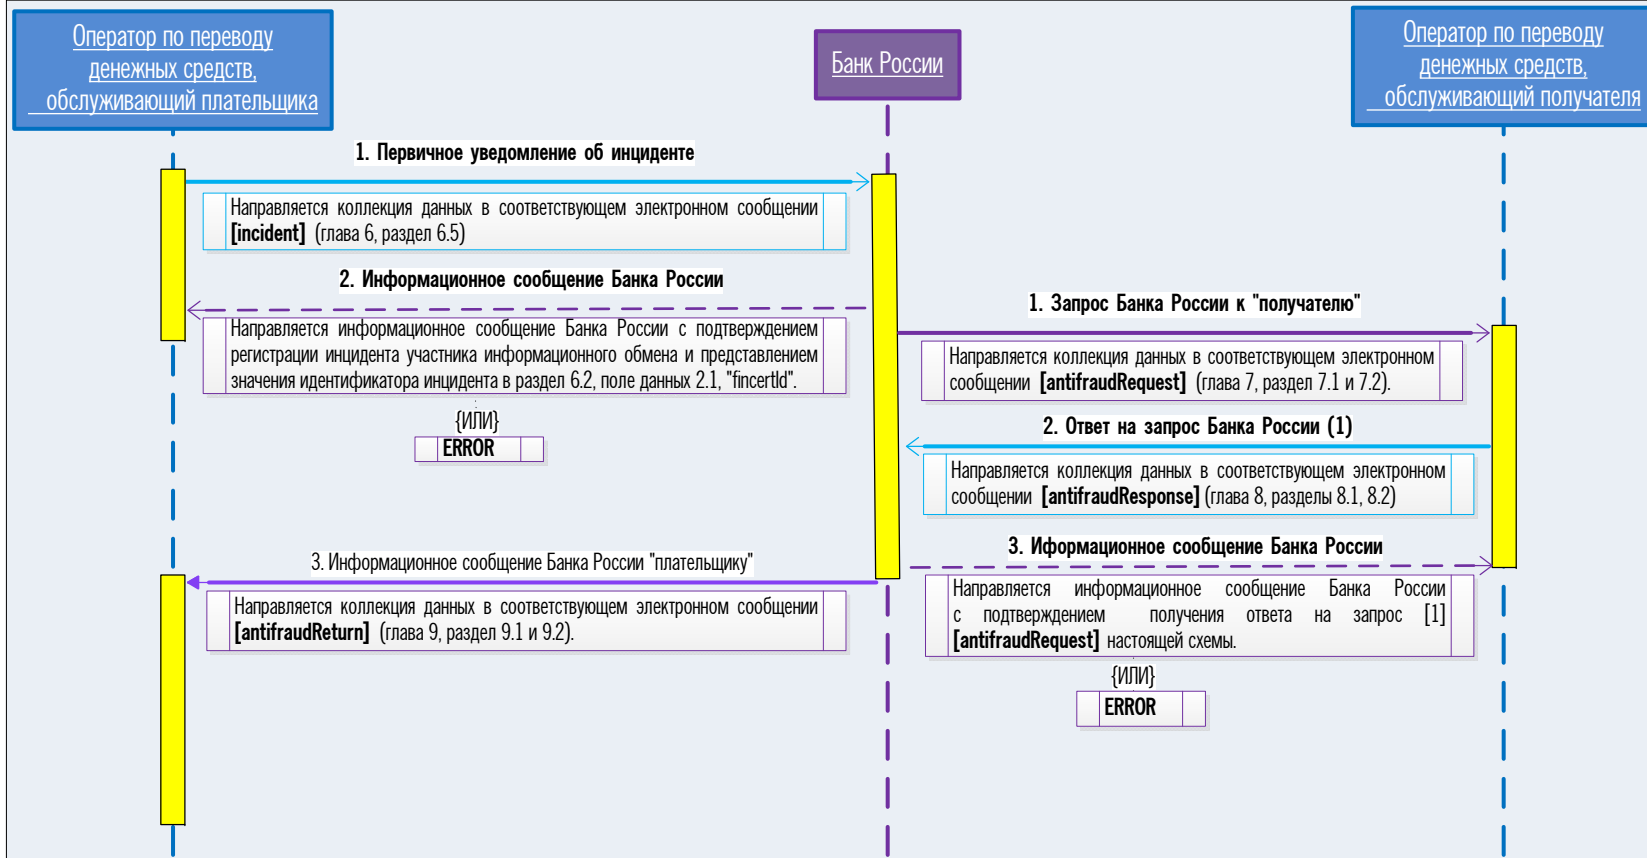 Оператор по переводу
денежных средств,
обслуживающий плательщика
Банк России
Оператор по переводу
денежных средств,
обслуживающий получателя
1. Первичное уведомление об инциденте
Направляется коллекция данных в соответствующем электронном сообщении
[incident] (глава 6, раздел 6.5)
2. Информационное сообщение Банка России
Направляется информационное сообщение Банка России с подтверждением
регистрации инцидента участника информационного обмена и представлением
значения идентификатора инцидента в раздел 6.2, поле данных 2.1, "fincertId".
{ИЛИ}
ERROR
1. Запрос Банка России к "получателю"
Направляется коллекция данных в соответствующем электронном
сообщении [antifraudRequest] (глава 7, раздел 7.1 и 7.2).
2. Ответ на запрос Банка России (1)
Направляется коллекция данных в соответствующем электронном
сообщении [antifraudResponse] (глава 8, разделы 8.1, 8.2)
3. Информационное сообщение Банка России "плательщику"
Направляется коллекция данных в соответствующем электронном сообщении
[antifraudReturn] (глава 9, раздел 9.1 и 9.2).
3. Иформационное сообщение Банка России
Направляется информационное сообщение Банка России
с подтверждением получения ответа на запрос [1]
[antifraudRequest] настоящей схемы.
{ИЛИ}
ERROR